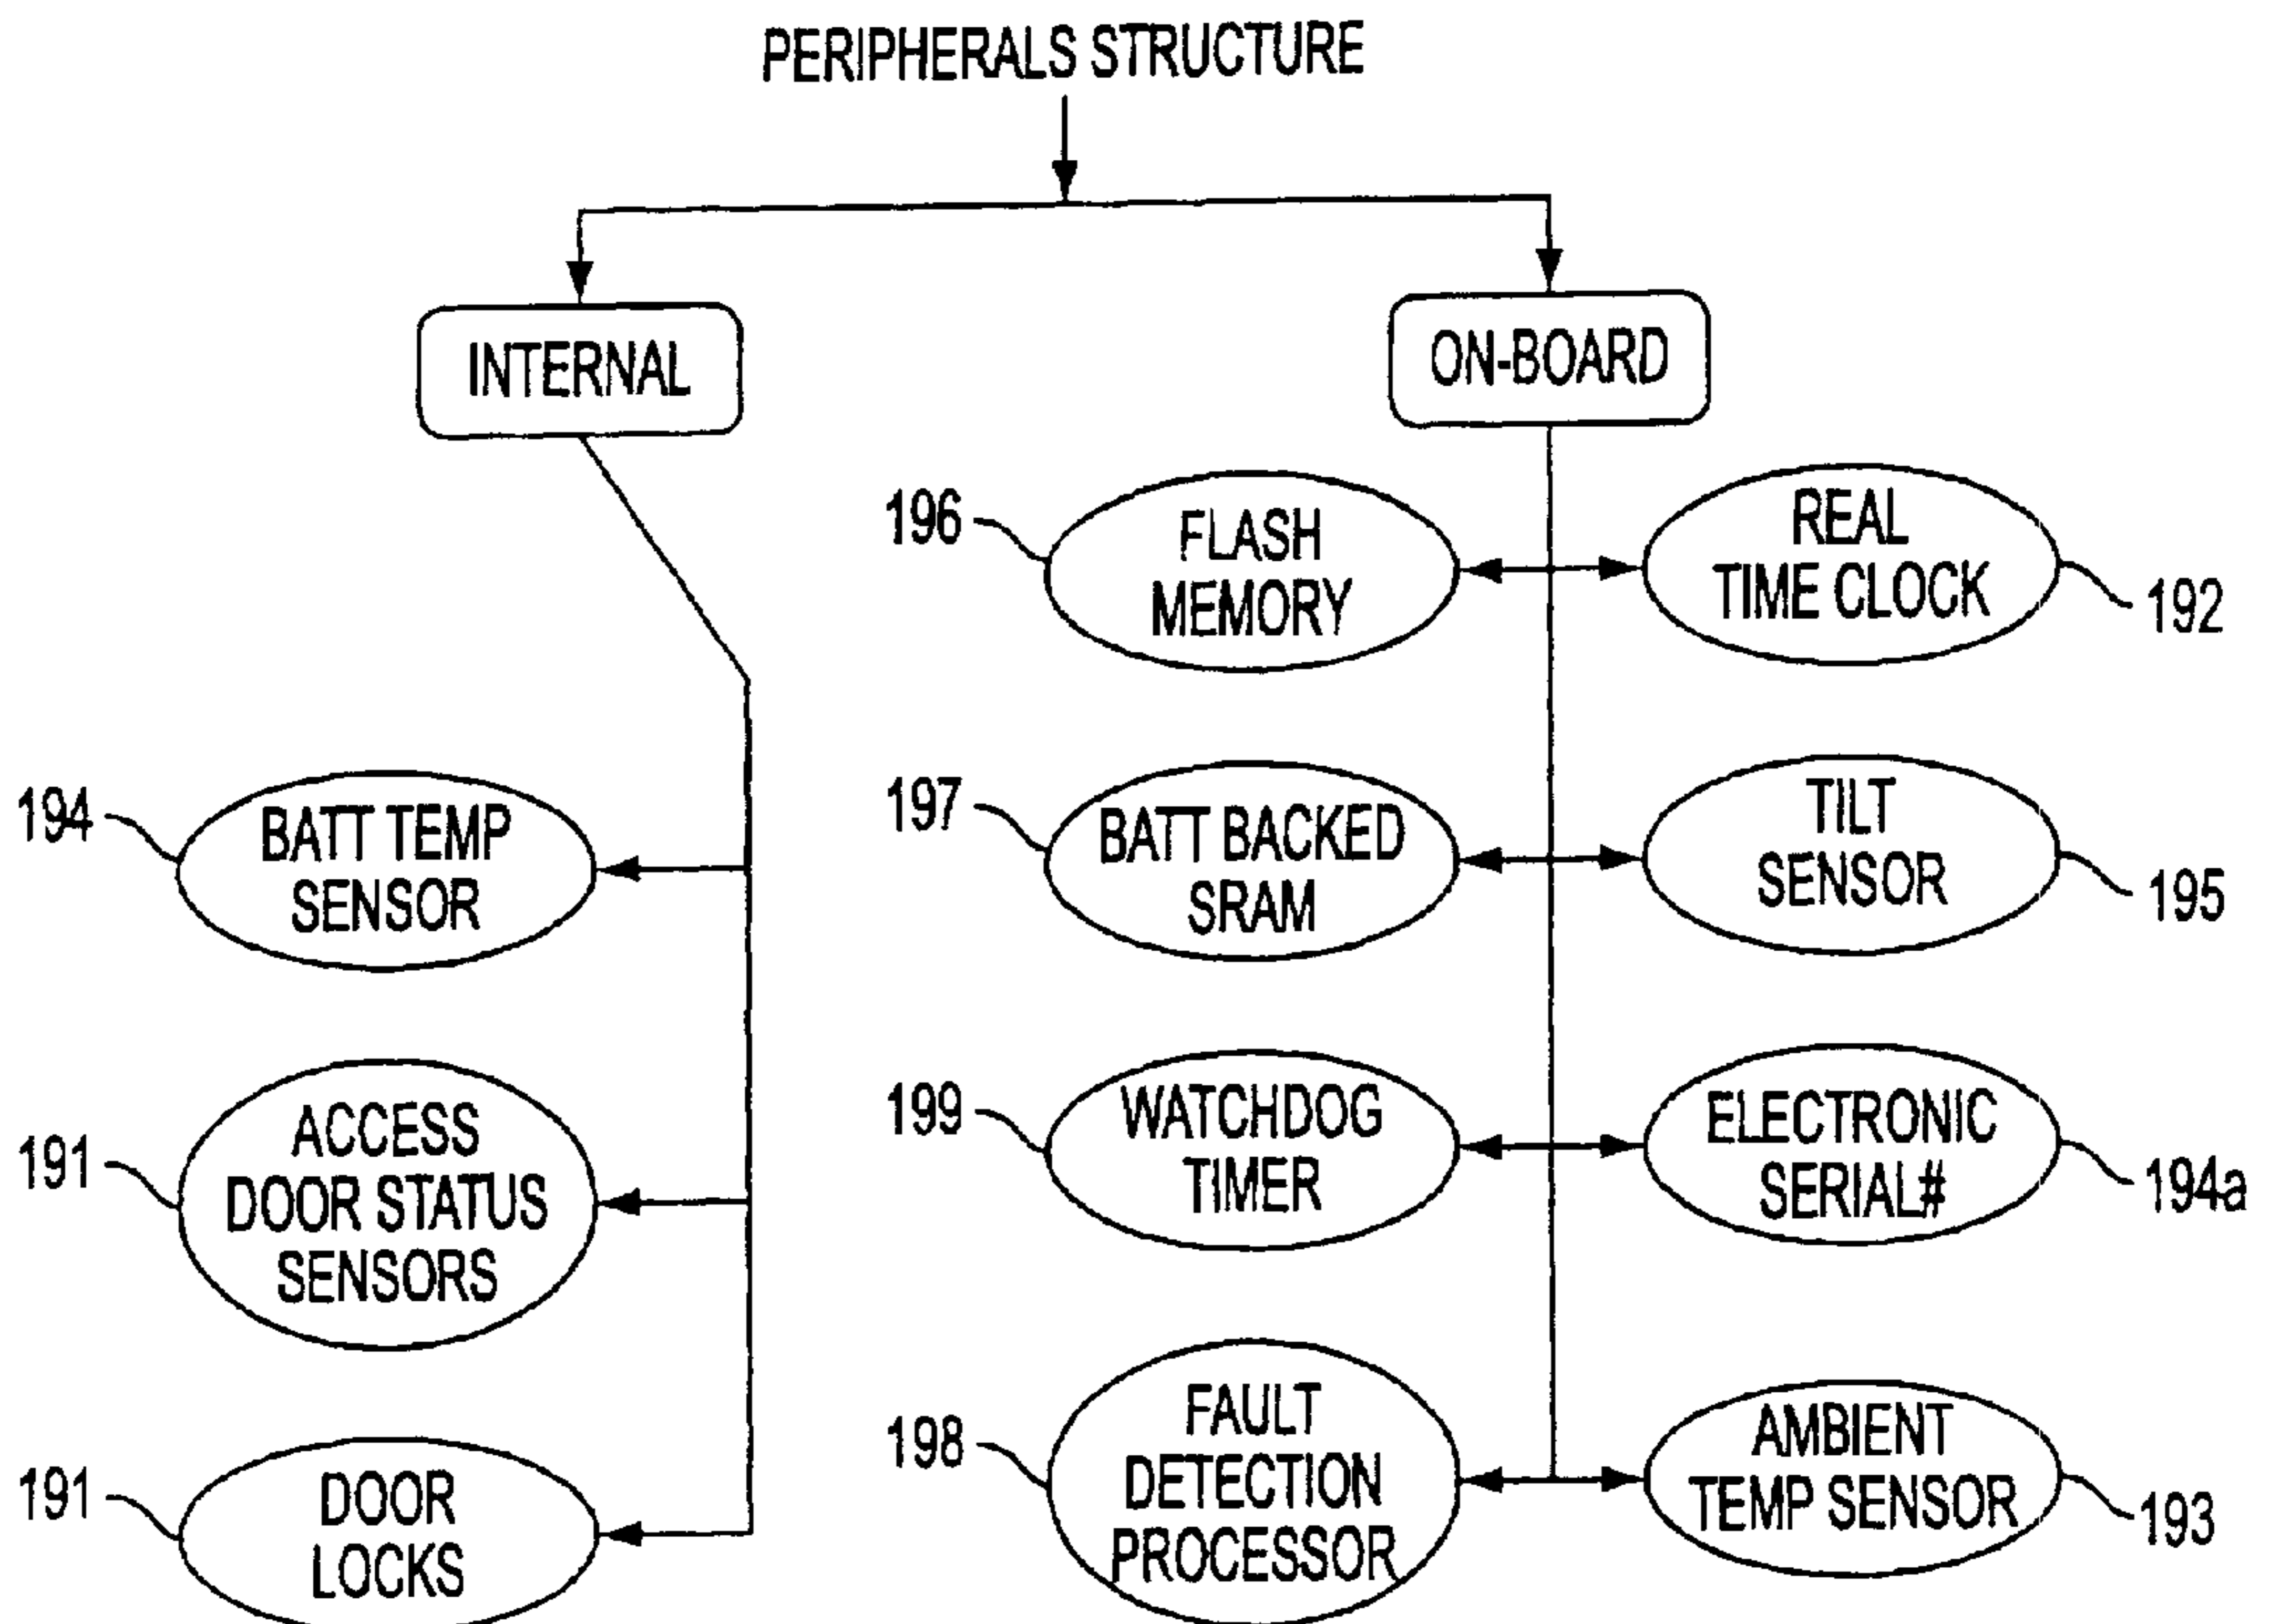 PERIPHERALS STRUCTURE
INTERNAL
ON-BOARD
194
BATT TEMP
SENSOR
191
ACCESS
DOOR STATUS
SENSORS
191
DOOR
LOCKS
196
FLASH
MEMORY
REAL
TIME CLOCK
192
197
BATT BACKED
SRAM
TILT
SENSOR
195
199
WATCHDOG
TIMER
ELECTRONIC
SERIAL#
194a
198
FAULT
DETECTION
PROCESSOR
AMBIENT
TEMP SENSOR
193